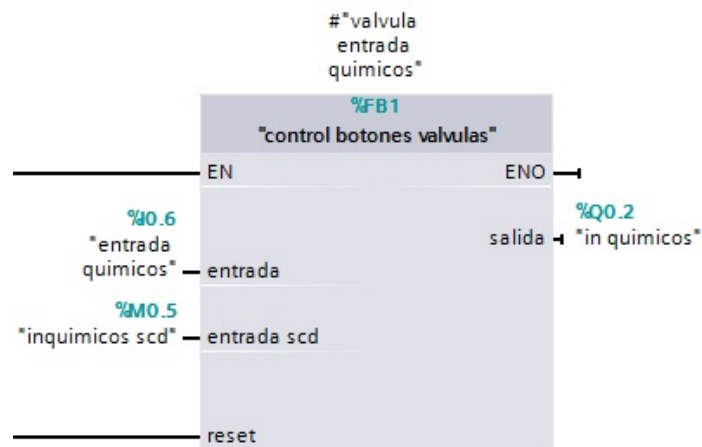 #"valvula
entrada
quimicos"
%FB1
"control botones valvulas"
EN
ENO
%I0.6
"entrada
quimicos"
entrada
salida
%Q0.2
"in quimicos"
%M0.5
"inquimicos scd"
entrada scd
reset